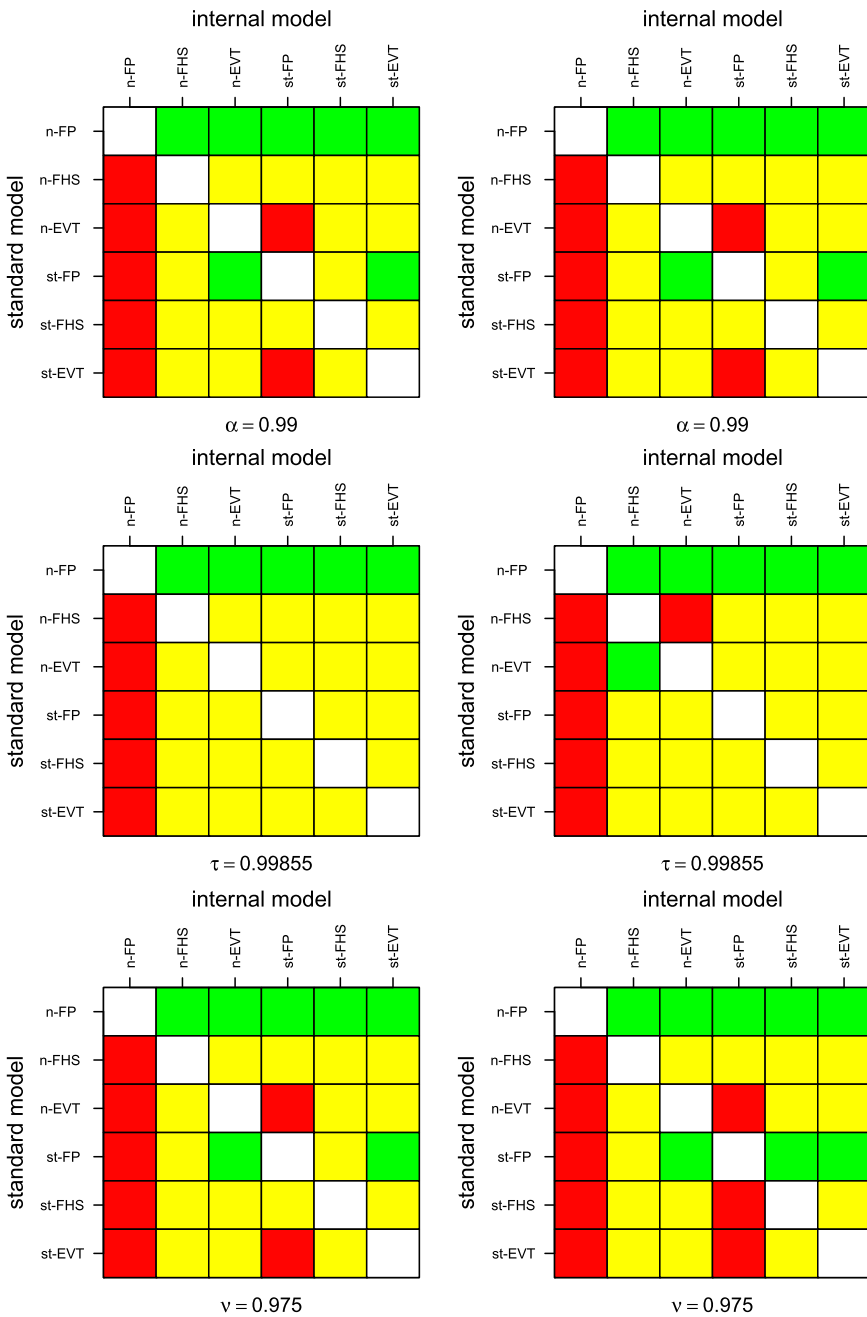 internal model
n-FP n-FHS n-EVT st-FP st-FHS st-EVT
standard model
n-FP
n-FHS
n-EVT
st-FP
st-FHS
st-EVT
α = 0.99
internal model
n-FP n-FHS n-EVT st-FP st-FHS st-EVT
standard model
n-FP
n-FHS
n-EVT
st-FP
st-FHS
st-EVT
α = 0.99
internal model
n-FP n-FHS n-EVT st-FP st-FHS st-EVT
standard model
n-FP
n-FHS
n-EVT
st-FP
st-FHS
st-EVT
τ = 0.99855
internal model
n-FP n-FHS n-EVT st-FP st-FHS st-EVT
standard model
n-FP
n-FHS
n-EVT
st-FP
st-FHS
st-EVT
τ = 0.99855
internal model
n-FP n-FHS n-EVT st-FP st-FHS st-EVT
standard model
n-FP
n-FHS
n-EVT
st-FP
st-FHS
st-EVT
ν = 0.975
internal model
n-FP n-FHS n-EVT st-FP st-FHS st-EVT
standard model
n-FP
n-FHS
n-EVT
st-FP
st-FHS
st-EVT
ν = 0.975